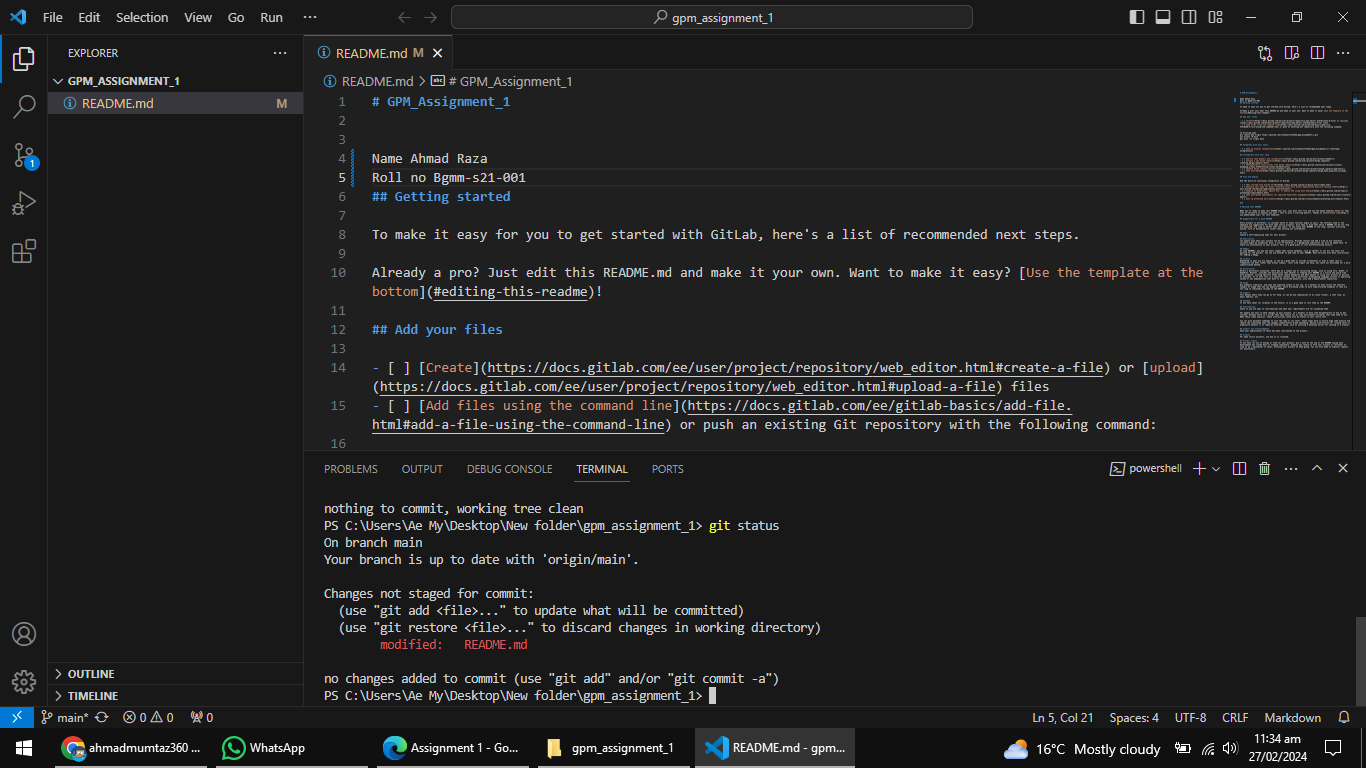 File Edit Selection View Go Run ···
gpm_assignment_1
EXPLORER
GPM_ASSIGNMENT_1
README.md M
OUTLINE
TIMELINE
1
README.md M
README.md > # GPM_Assignment_1
1 # GPM_Assignment_1
2
3
4 Name Ahmad Raza
5 Roll no Bgmm-s21-001
6 ## Getting started
7
8 To make it easy for you to get started with GitLab, here's a list of recommended next steps.
9
10 Already a pro? Just edit this README.md and make it your own. Want to make it easy? [Use the template at the
bottom](#editing-this-readme)!
11
12 ## Add your files
13
14 - [ ] [Create](https://docs.gitlab.com/ee/user/project/repository/web_editor.html#create-a-file) or [upload]
(https://docs.gitlab.com/ee/user/project/repository/web_editor.html#upload-a-file) files
15 - [ ] [Add files using the command line](https://docs.gitlab.com/ee/gitlab-basics/add-file.
html#add-a-file-using-the-command-line) or push an existing Git repository with the following command:
16
PROBLEMS OUTPUT DEBUG CONSOLE TERMINAL PORTS
powershell
nothing to commit, working tree clean
PS C:\Users\Ae My\Desktop\New folder\gpm_assignment_1> git status
On branch main
Your branch is up to date with 'origin/main'.
Changes not staged for commit:
(use "git add <file>..." to update what will be committed)
(use "git restore <file>..." to discard changes in working directory)
modified: README.md
no changes added to commit (use "git add" and/or "git commit -a")
PS C:\Users\Ae My\Desktop\New folder\gpm_assignment_1>
main* 0 0 0
Ln 5, Col 21 Spaces: 4 UTF-8 CRLF Markdown
ahmadmumtaz360 ...
WhatsApp
Assignment 1 - Go...
gpm_assignment_1
README.md - gpm...
16°C Mostly cloudy
11:34 am
27/02/2024